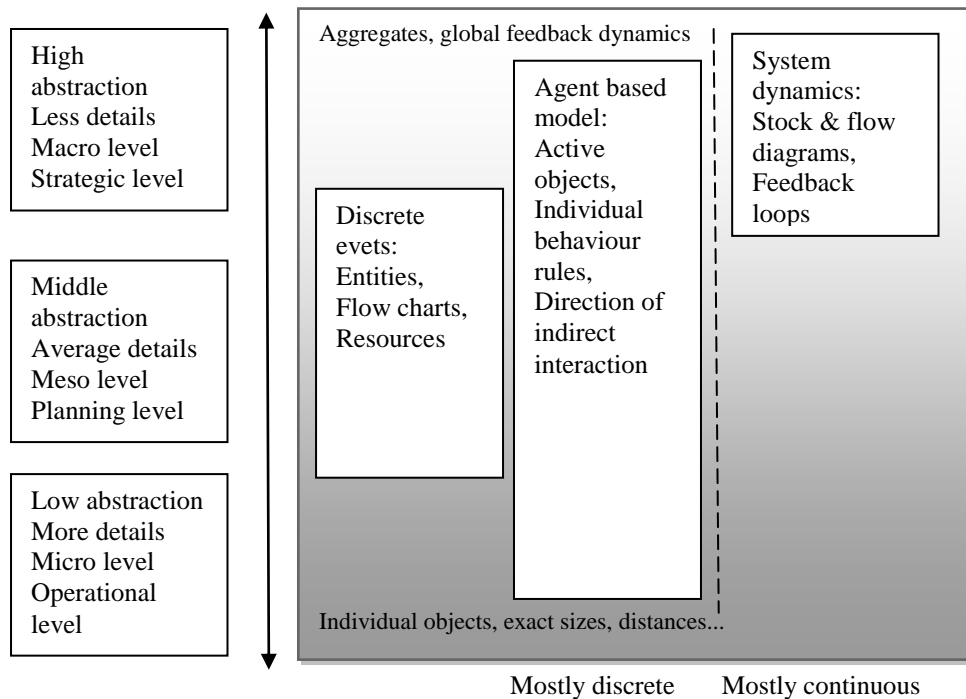 High
abstraction
Less details
Macro level
Strategic level
Middle
abstraction
Average details
Meso level
Planning level
Low abstraction
More details
Micro level
Operational
level
Aggregates, global feedback dynamics
Discrete
evets:
Entities,
Flow charts,
Resources
Agent based
model:
Active
objects,
Individual
behaviour
rules,
Direction of
indirect
interaction
System
dynamics:
Stock & flow
diagrams,
Feedback
loops
Individual objects, exact sizes, distances...
Mostly discrete
Mostly continuous